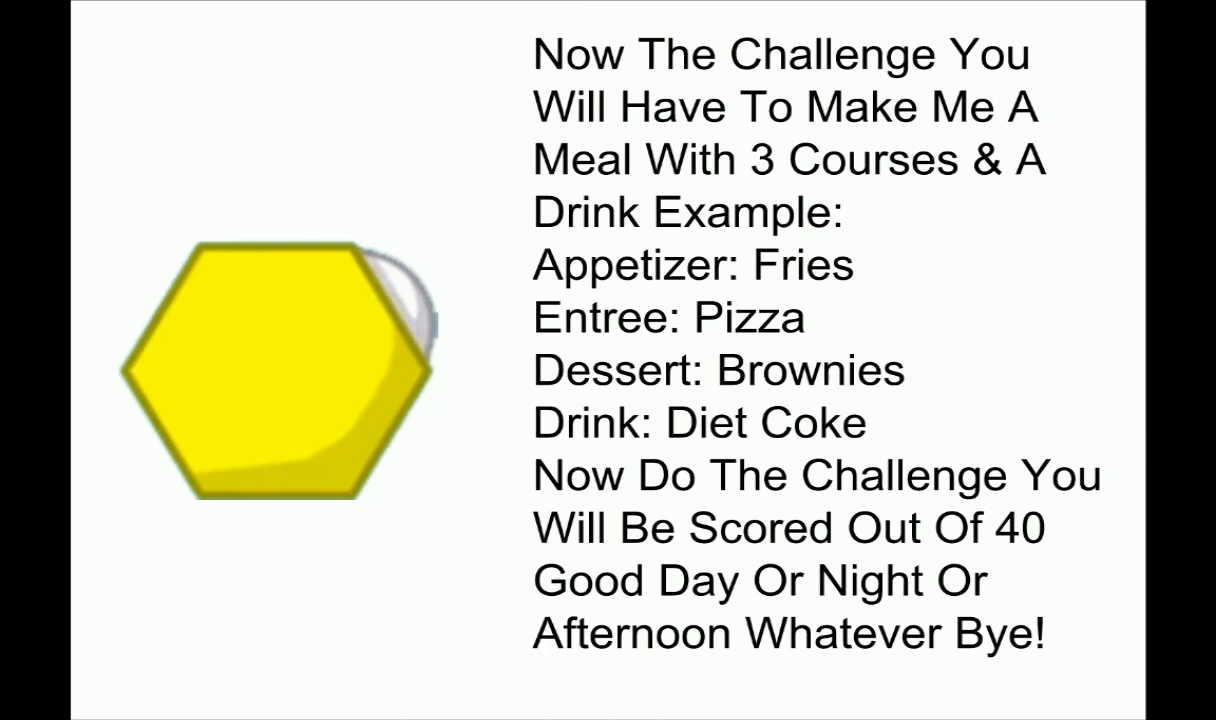 Now The Challenge You
Will Have To Make Me A
Meal With 3 Courses & A
Drink Example:
Appetizer: Fries
Entree: Pizza
Dessert: Brownies
Drink: Diet Coke
Now Do The Challenge You
Will Be Scored Out Of 40
Good Day Or Night Or
Afternoon Whatever Bye!